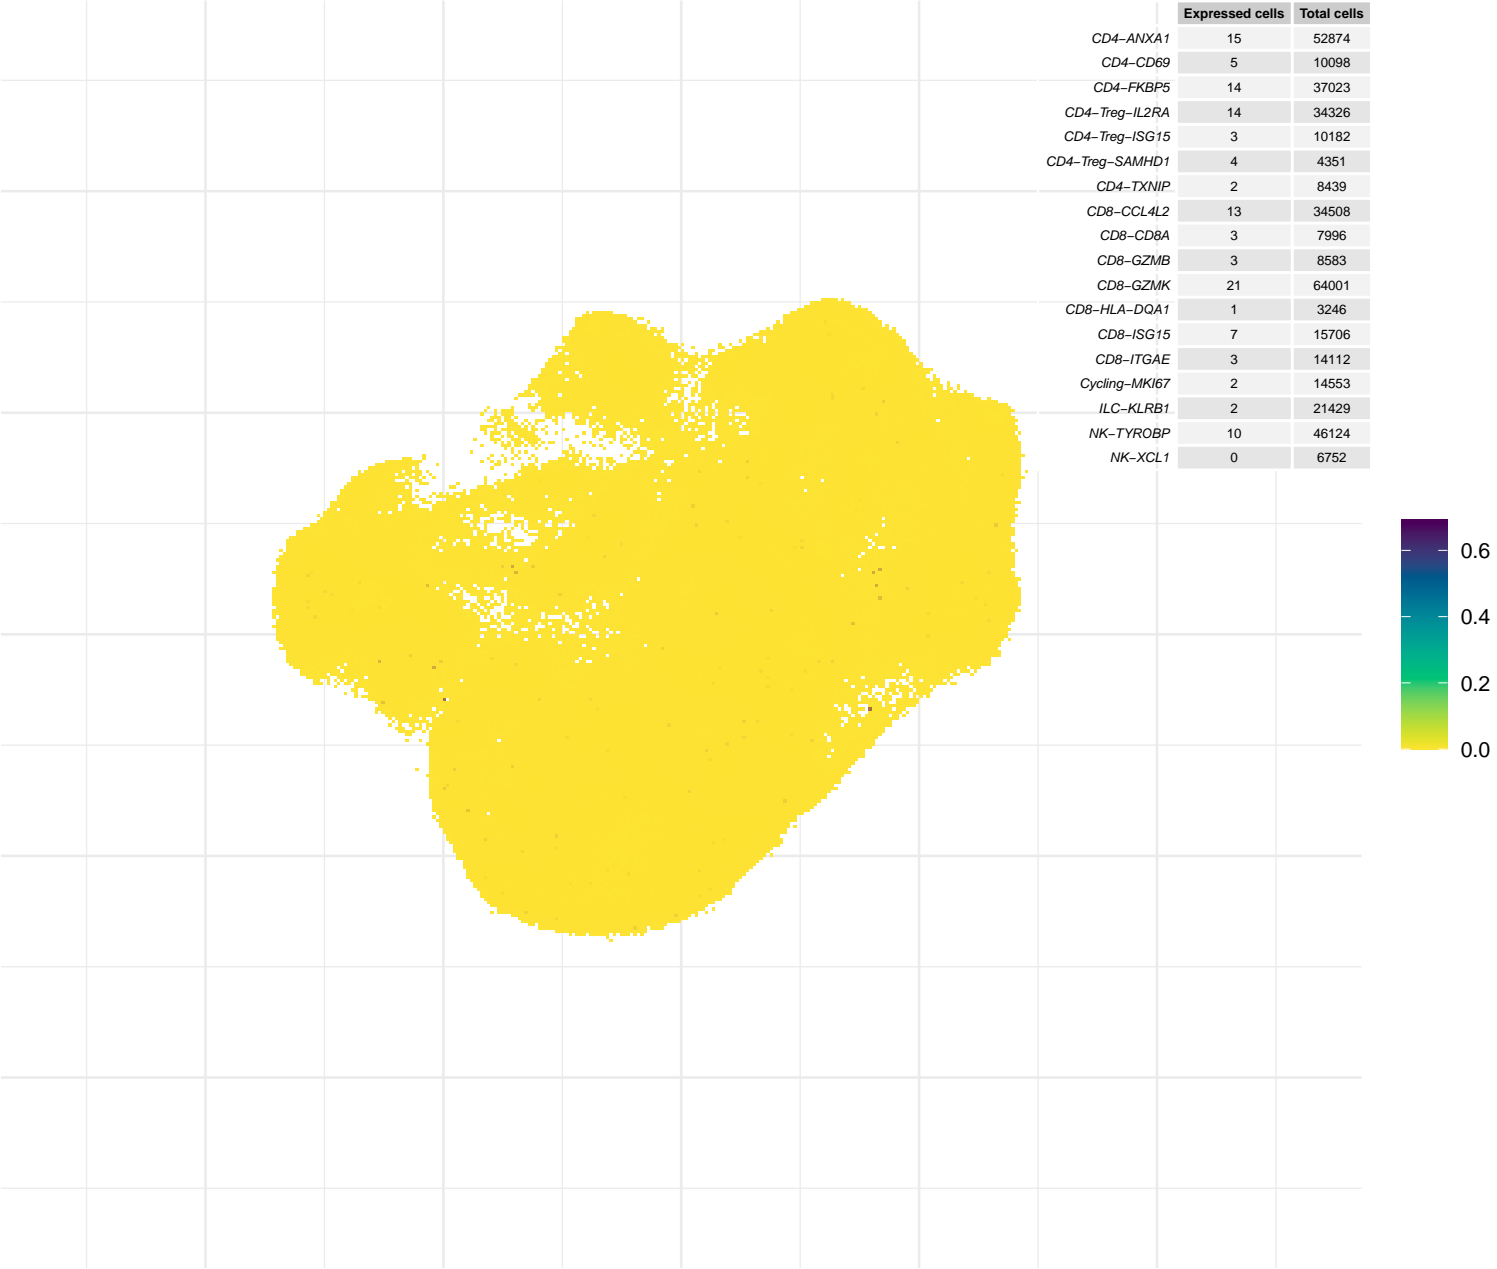 Expressed cells Total cells
CD4−ANXA1 15 52874
CD4−CD69 5 10098
CD4−FKBP5 14 37023
CD4−Treg−IL2RA 14 34326
CD4−Treg−ISG15 3 10182
CD4−Treg−SAMHD1 4 4351
CD4−TXNIP 2 8439
CD8−CCL4L2 13 34508
CD8−CD8A 3 7996
CD8−GZMB 3 8583
CD8−GZMK 21 64001
CD8−HLA−DQA1 1 3246
CD8−ISG15 7 15706
CD8−ITGAE 3 14112
Cycling−MKI67 2 14553
ILC−KLRB1 2 21429
NK−TYROBP 10 46124
NK−XCL1 0 6752
0.6
0.4
0.2
0.0